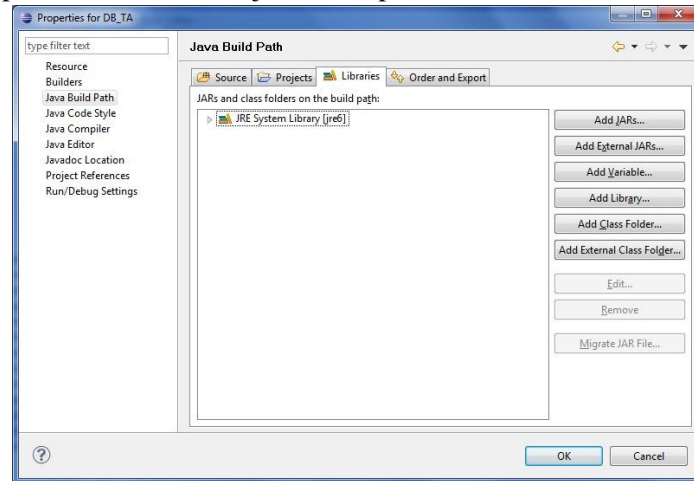 Properties for DB_TA
type filter text
Resource
Builders
Java Build Path
Java Code Style
Java Compiler
Java Editor
Javadoc Location
Project References
Run/Debug Settings
Java Build Path
Source Projects Libraries Order and Export
JARs and class folders on the build path:
JRE System Library [jre6]
Add JARs...
Add External JARs...
Add Variable...
Add Library...
Add Class Folder...
Add External Class Folder...
Edit...
Remove
Migrate JAR File...
? OK Cancel